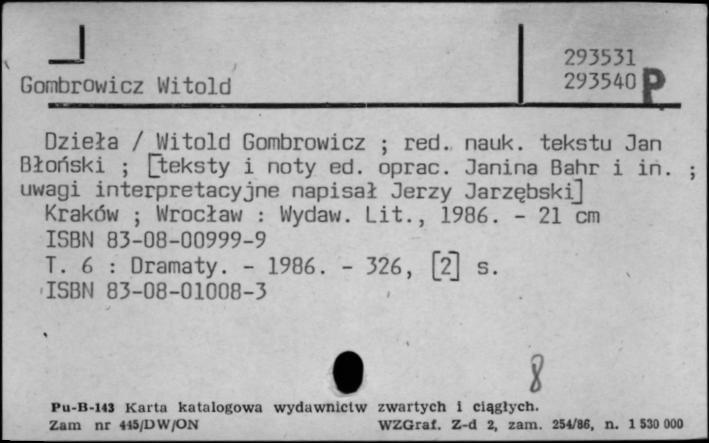 293531
Gombrowicz Witold 293540 P
Dzieła / Witold Gombrowicz ; red. nauk. tekstu Jan
Błoński ; [teksty i noty ed. oprac. Janina Bahr i in. ;
uwagi interpretacyjne napisał Jerzy Jarzębski]
Kraków ; Wrocław : Wydaw. Lit., 1986. - 21 cm
ISBN 83-08-00999-9
T. 6 : Dramaty. - 1986. - 326, [2] s.
ISBN 83-08-01008-3
8
Pu-B-143 Karta katalogowa wydawnictw zwartych i ciągłych.
Zam nr 445/DW/ON WZGraf. Z-d 2, zam. 254/86, n. 1 530 000